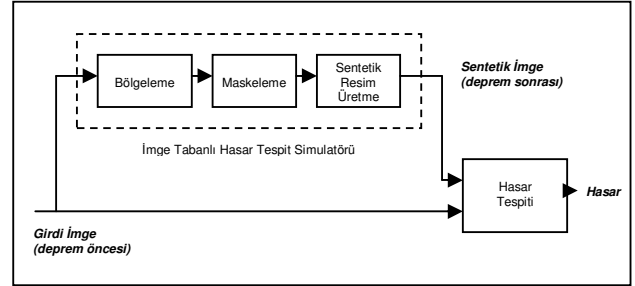 Bölgeleme
Maskeleme
Sentetik
Resim
Üretme
Sentetik İmge
(deprem sonrası)
İmge Tabanlı Hasar Tespit Simulatörü
Hasar
Tespiti
Hasar
Girdi İmge
(deprem öncesi)